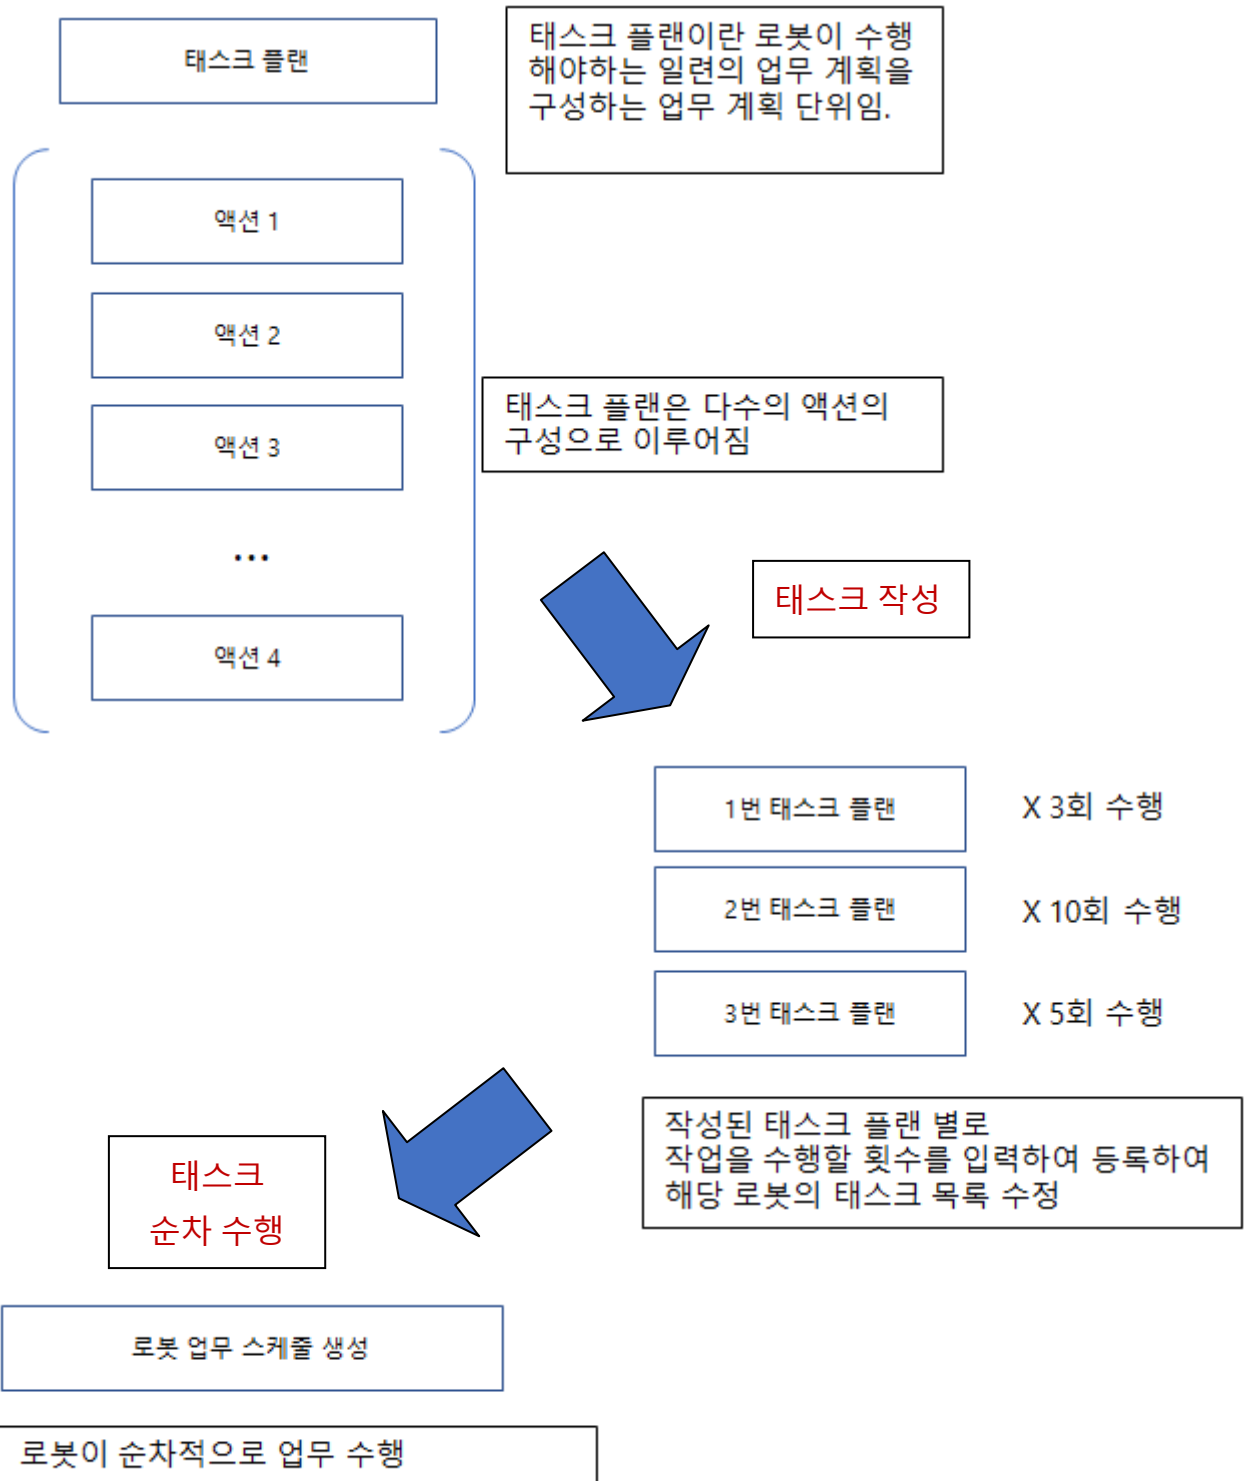 태스크 플랜
태스크 플랜이란 로봇이 수행
해야하는 일련의 업무 계획을
구성하는 업무 계획 단위임.
액션 1
액션 2
액션 3
...
액션 4
태스크 플랜은 다수의 액션의
구성으로 이루어짐
태스크 작성
1번 태스크 플랜 X 3회 수행
2번 태스크 플랜 X 10회 수행
3번 태스크 플랜 X 5회 수행
작성된 태스크 플랜 별로
작업을 수행할 횟수를 입력하여 등록하여
해당 로봇의 태스크 목록 수정
태스크
순차 수행
로봇 업무 스케줄 생성
로봇이 순차적으로 업무 수행